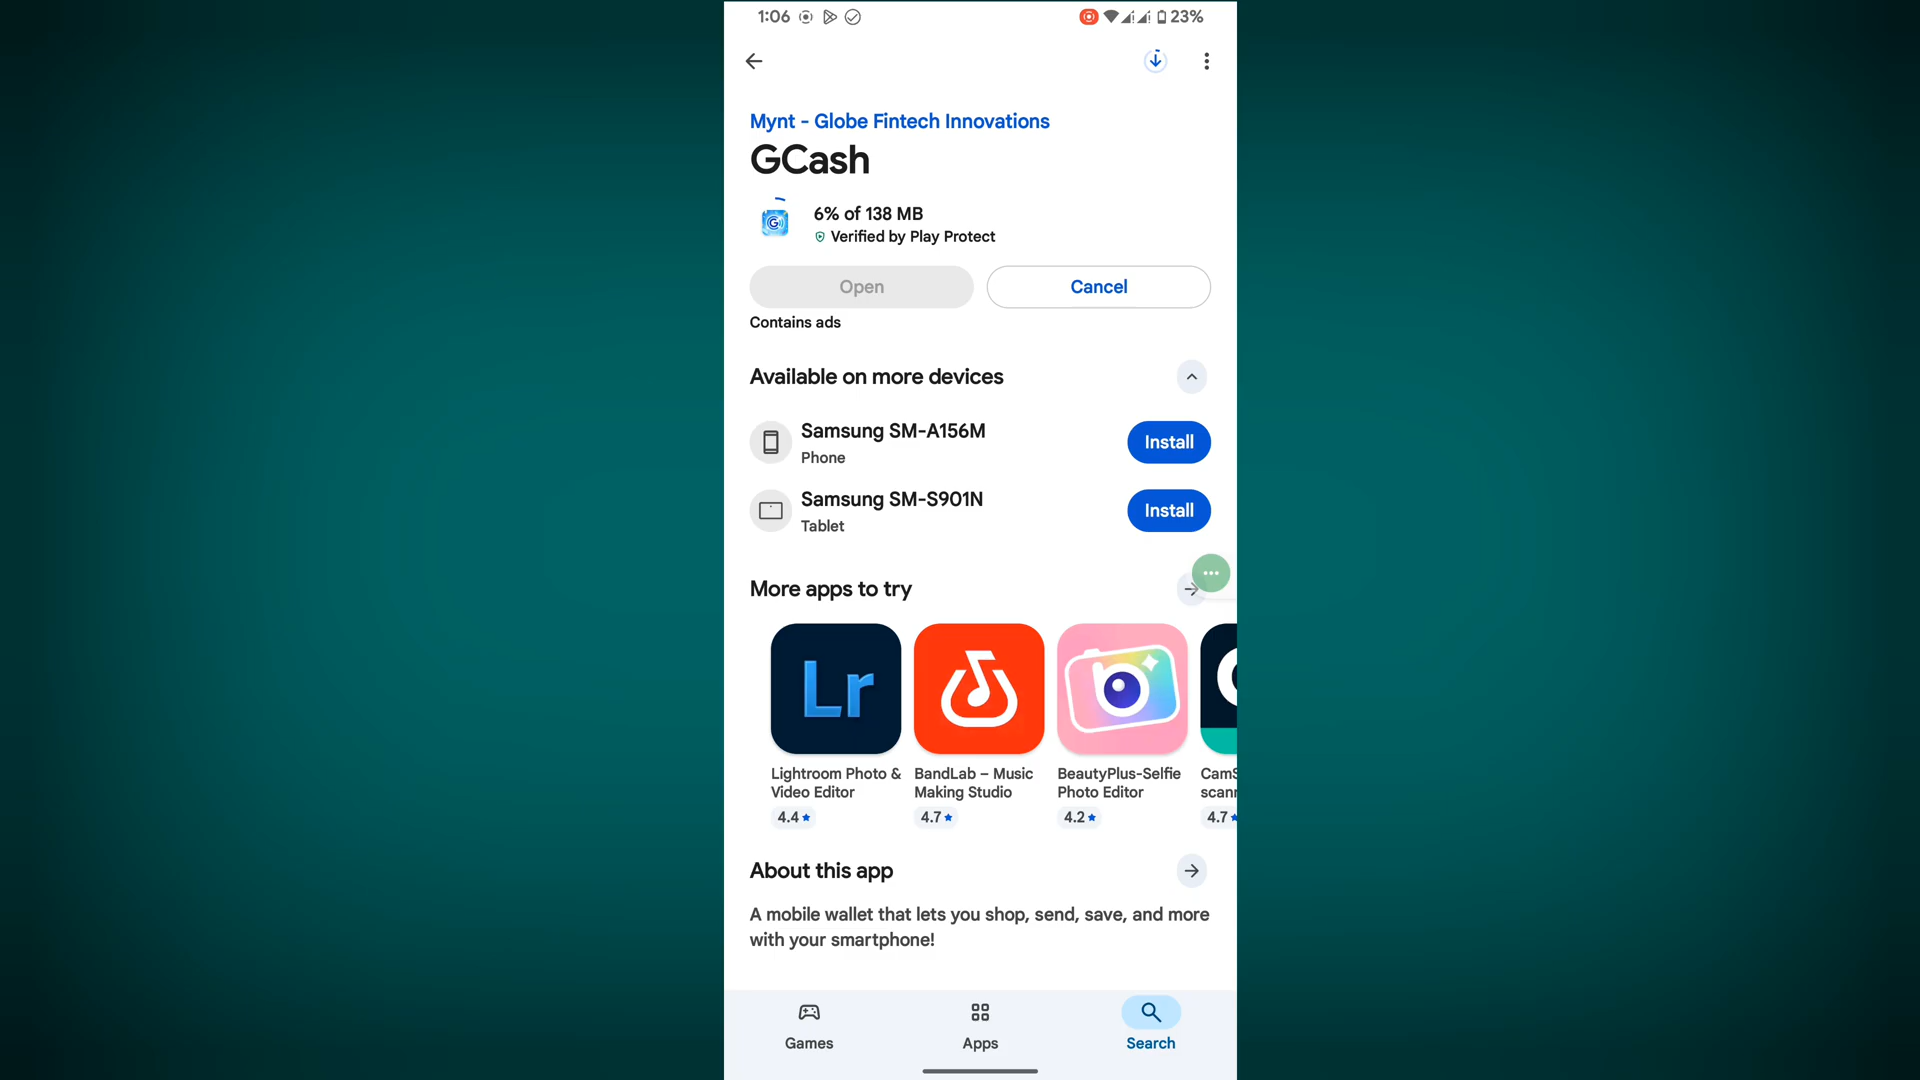 1:06
23%
Mynt - Globe Fintech Innovations
GCash
6% of 138 MB
Verified by Play Protect
Open
Cancel
Contains ads
Available on more devices
Samsung SM-A156M
Phone
Install
Samsung SM-S901N
Tablet
Install
More apps to try
Lr
Lightroom Photo &
Video Editor
4.4
BandLab – Music
Making Studio
4.7
BeautyPlus-Selfie
Photo Editor
4.2
CamS
scann
4.7
About this app
A mobile wallet that lets you shop, send, save, and more
with your smartphone!
Games
Apps
Search